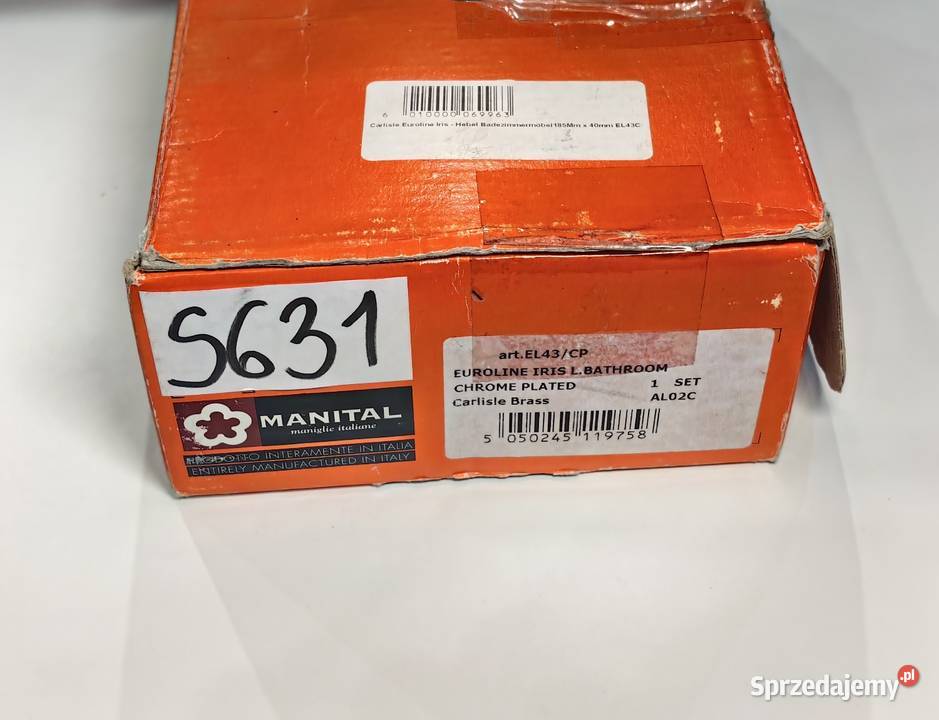 6 010000 069963
Carlisle Euroline Iris - Hebel Badezimmermöbel185Mm x 40mm EL43C
S631
art.EL43/CP
EUROLINE IRIS L.BATHROOM
CHROME PLATED 1 SET
Carlisle Brass AL02C
5 050245 119758
MANITAL
maniglie italiane
PRODOTTO INTERAMENTE IN ITALIA
ENTIRELY MANUFACTURED IN ITALY
Sprzedajemy.pl